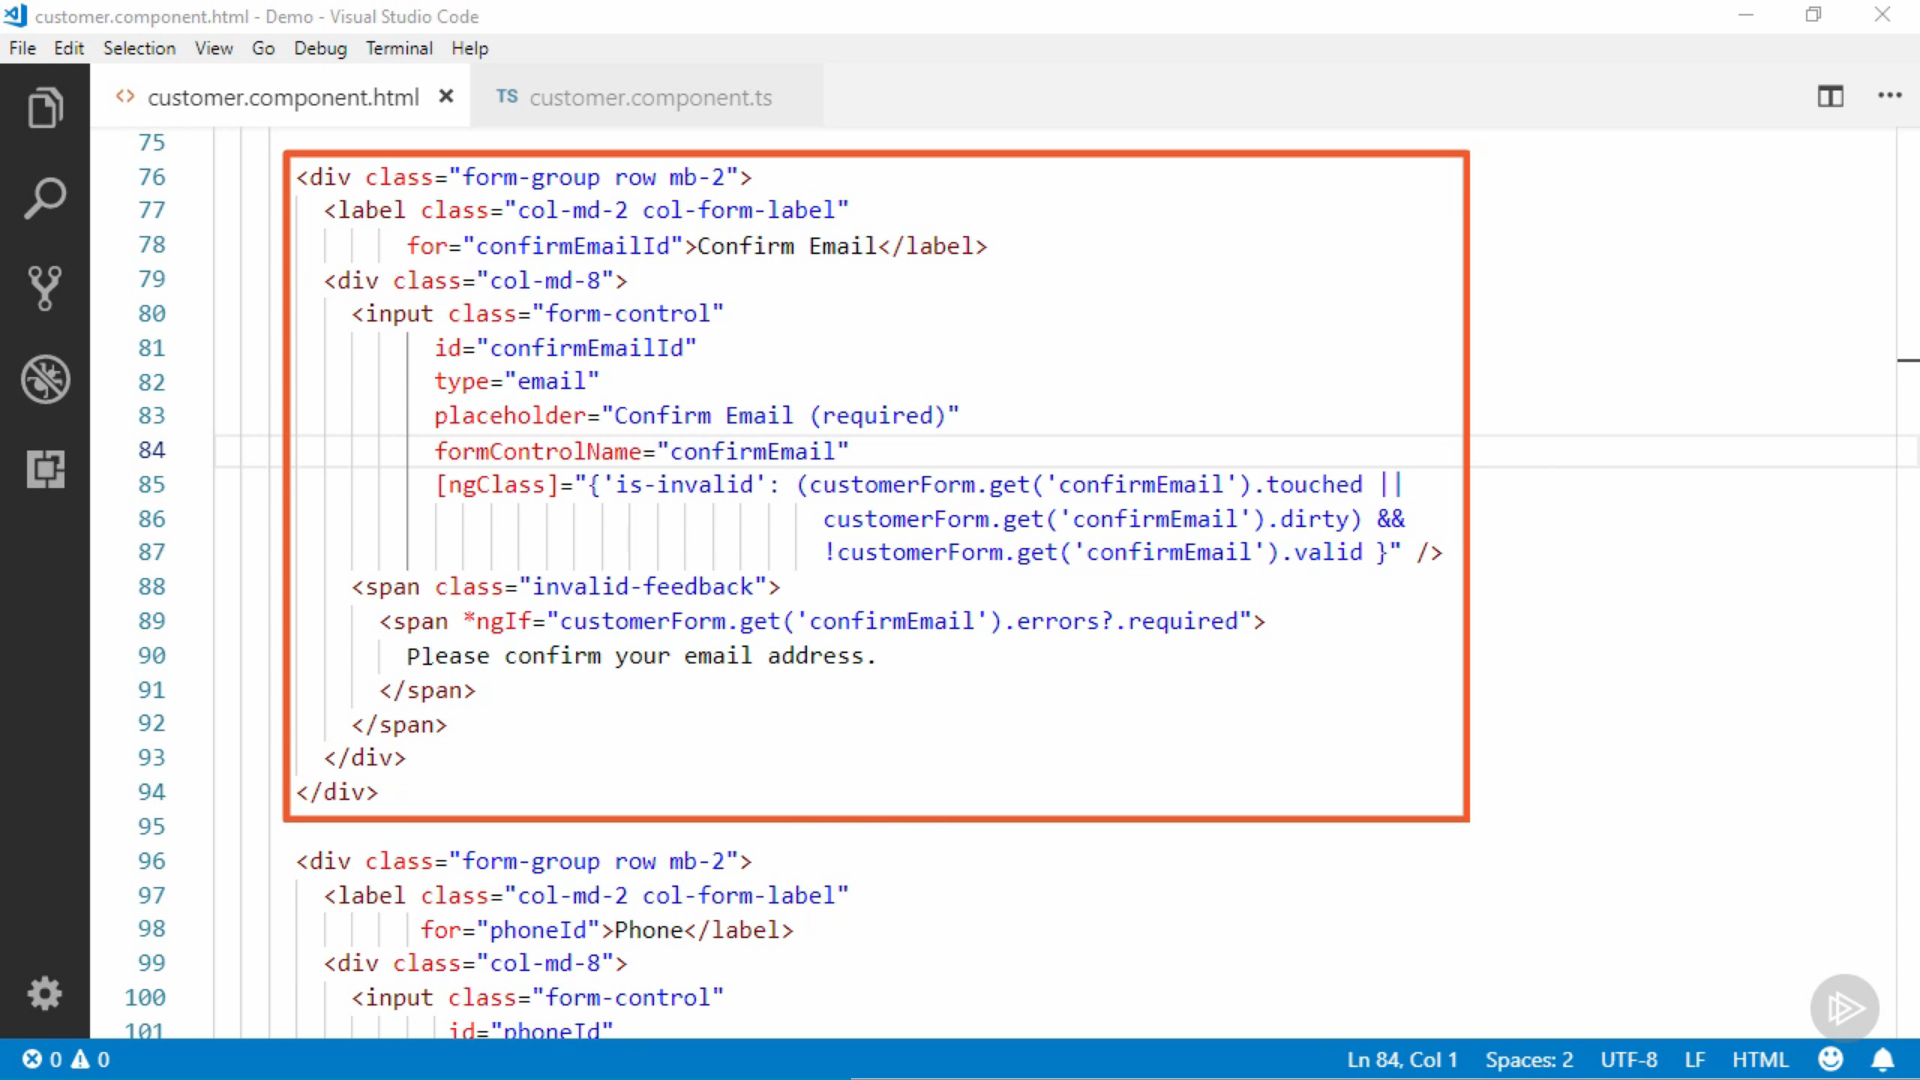 customer.component.html - Demo - Visual Studio Code
File Edit Selection View Go Debug Terminal Help
<> customer.component.html × TS customer.component.ts
75
76 <div class="form-group row mb-2">
77 <label class="col-md-2 col-form-label"
78 for="confirmEmailId">Confirm Email</label>
79 <div class="col-md-8">
80 <input class="form-control"
81 id="confirmEmailId"
82 type="email"
83 placeholder="Confirm Email (required)"
84 formControlName="confirmEmail"
85 [ngClass]="{'is-invalid': (customerForm.get('confirmEmail').touched ||
86 customerForm.get('confirmEmail').dirty) &&
87 !customerForm.get('confirmEmail').valid }" />
88 <span class="invalid-feedback">
89 <span *ngIf="customerForm.get('confirmEmail').errors?.required">
90 Please confirm your email address.
91 </span>
92 </span>
93 </div>
94 </div>
95
96 <div class="form-group row mb-2">
97 <label class="col-md-2 col-form-label"
98 for="phoneId">Phone</label>
99 <div class="col-md-8">
100 <input class="form-control"
101 id="phoneId"
0 0 Ln 84, Col 1 Spaces: 2 UTF-8 LF HTML